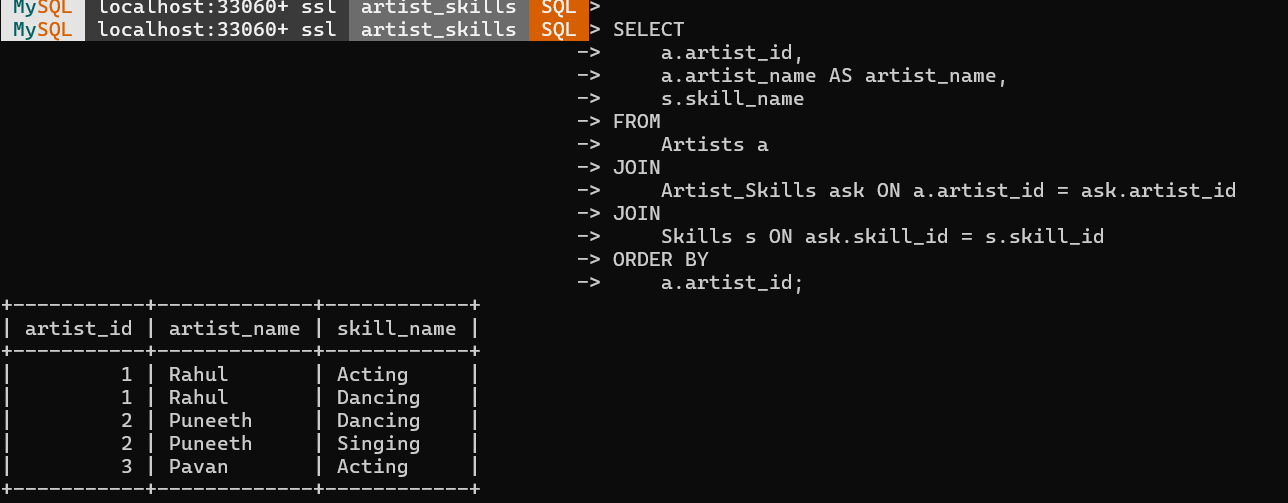 MySQL localhost:33060+ ssl artist_skills SQL >
MySQL localhost:33060+ ssl artist_skills SQL > SELECT
-> a.artist_id,
-> a.artist_name AS artist_name,
-> s.skill_name
-> FROM
-> Artists a
-> JOIN
-> Artist_Skills ask ON a.artist_id = ask.artist_id
-> JOIN
-> Skills s ON ask.skill_id = s.skill_id
-> ORDER BY
-> a.artist_id;
+-----------+-------------+------------+
| artist_id | artist_name | skill_name |
+-----------+-------------+------------+
|         1 | Rahul       | Acting     |
|         1 | Rahul       | Dancing    |
|         2 | Puneeth     | Dancing    |
|         2 | Puneeth     | Singing    |
|         3 | Pavan       | Acting     |
+-----------+-------------+------------+